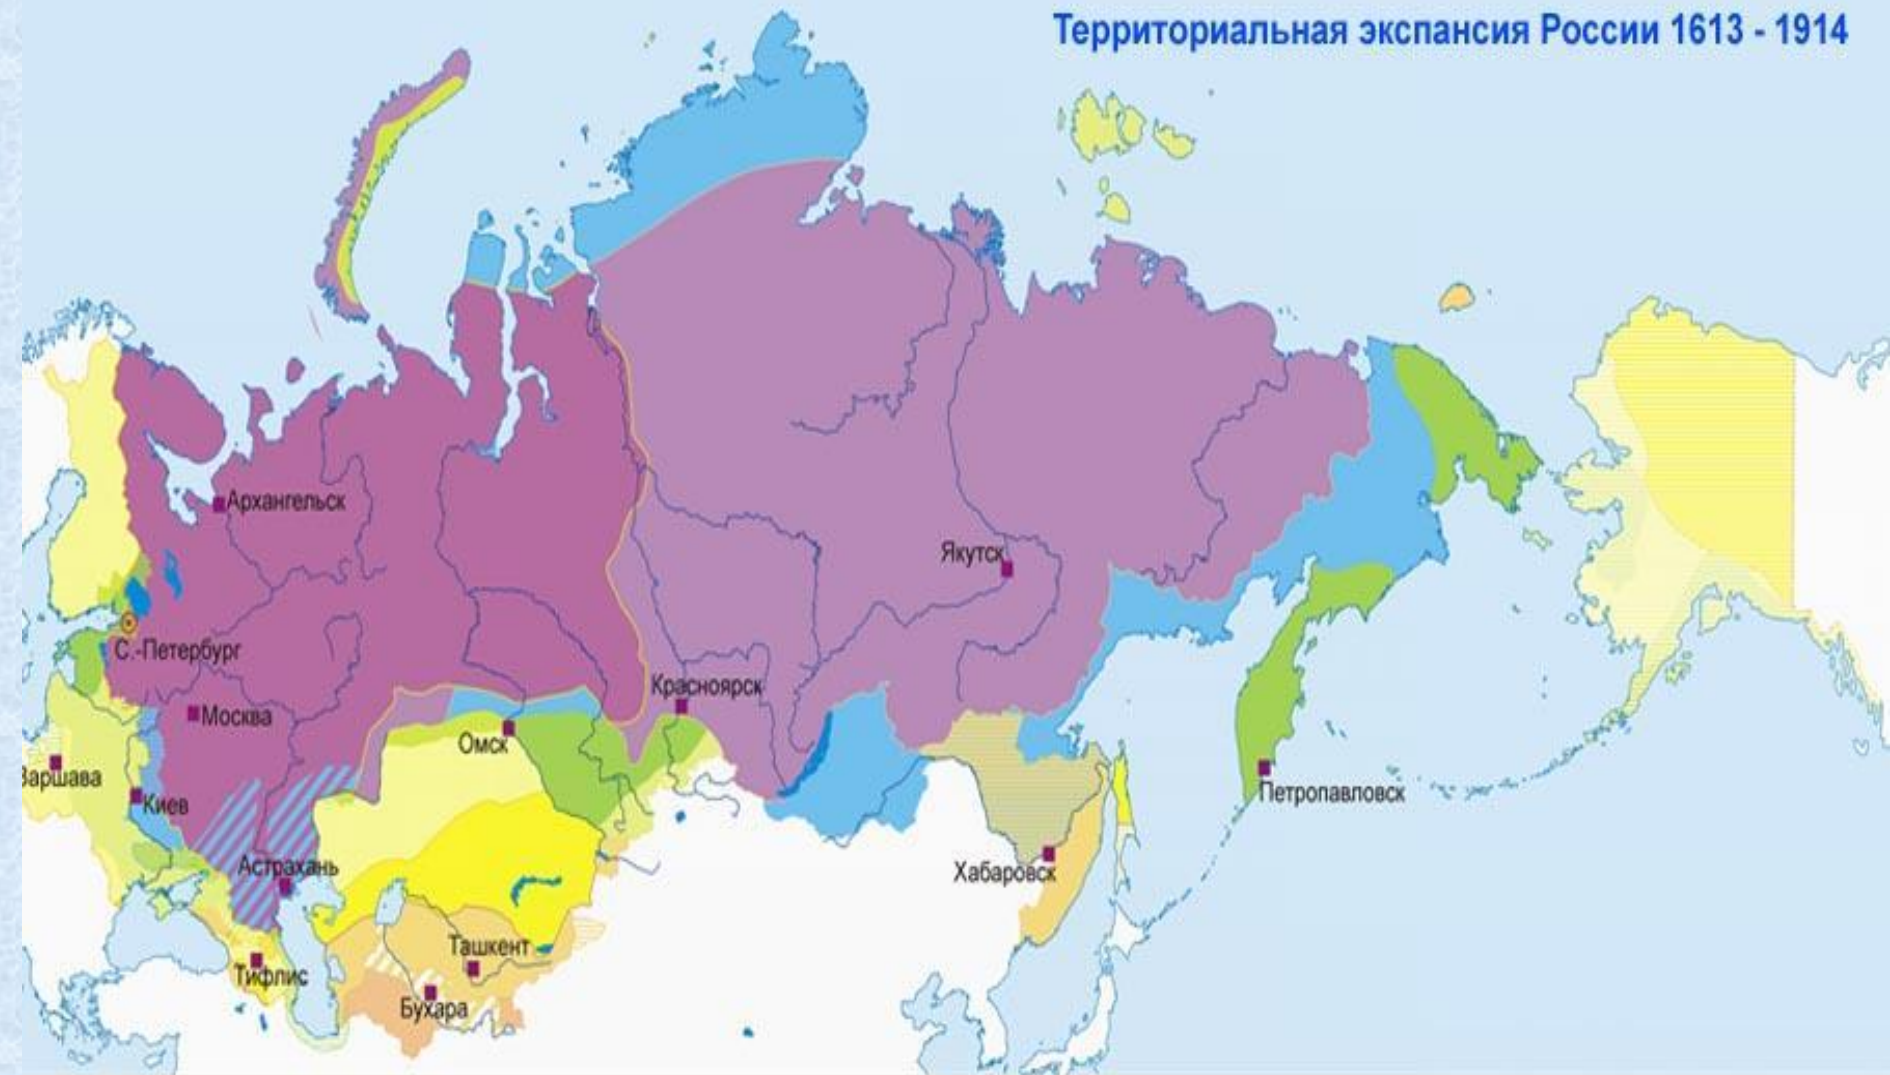 Территориальная экспансия России 1613 - 1914
Архангельск
Якутск
С.-Петербург
Красноярск
Москва
Омск
Варшава
Киев
Петропавловск
Астрахань
Хабаровск
Ташкент
Тифлис
Бухара